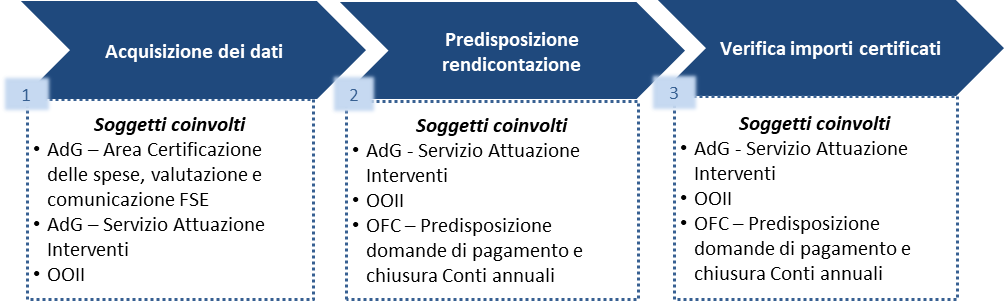 Acquisizione dei dati
1
Soggetti coinvolti
• AdG – Area Certificazione
delle spese, valutazione e
comunicazione FSE
• AdG – Servizio Attuazione
Interventi
• OOII
Predisposizione
rendicontazione
2
Soggetti coinvolti
• AdG - Servizio Attuazione
Interventi
• OOII
• OFC – Predisposizione
domande di pagamento e
chiusura Conti annuali
Verifica importi certificati
3
Soggetti coinvolti
• AdG - Servizio Attuazione
Interventi
• OOII
• OFC – Predisposizione
domande di pagamento e
chiusura Conti annuali